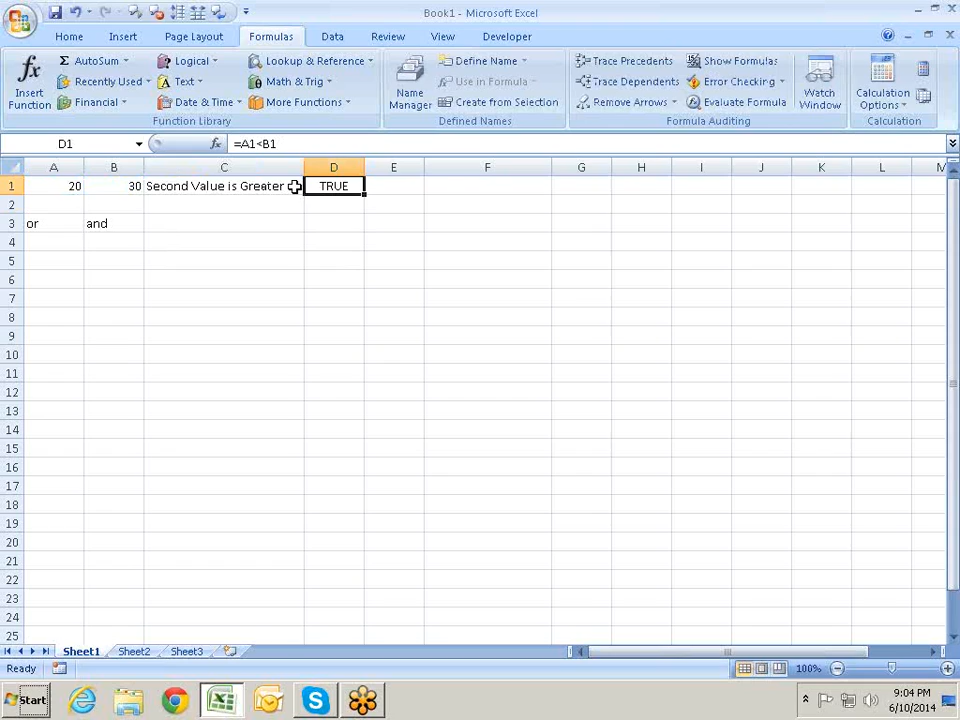 Book1 - Microsoft Excel
Home Insert Page Layout Formulas Data Review View Developer
fx Insert Function
Σ AutoSum
Recently Used
Financial
Logical
Text
Date & Time
Lookup & Reference
Math & Trig
More Functions
Function Library
Name Manager
Define Name
Use in Formula
Create from Selection
Defined Names
Trace Precedents
Trace Dependents
Remove Arrows
Show Formulas
Error Checking
Evaluate Formula
Formula Auditing
Watch Window
Calculation Options
Calculation
D1 fx =A1<B1
A B C D E F G H I J K L M
1 20 30 Second Value is Greater TRUE
2
3 or and
4
5
6
7
8
9
10
11
12
13
14
15
16
17
18
19
20
21
22
23
24
25
Sheet1 Sheet2 Sheet3
Ready 100%
Start 9:04 PM
6/10/2014